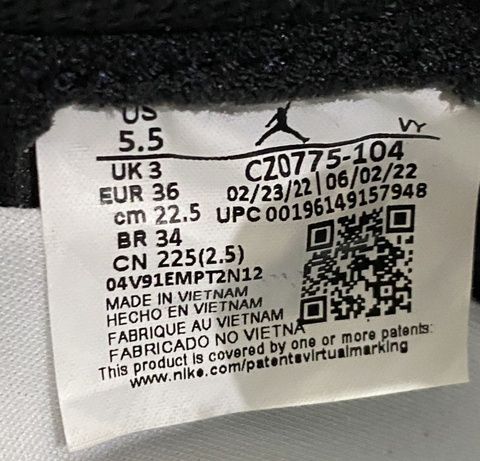 US
5.5
UK 3
EUR 36
cm 22.5
BR 34
CN 225(2.5)
04V91EMPT2N12
VY
CZ0775-104
02/23/22 | 06/02/22
UPC 00196149157948
MADE IN VIETNAM
HECHO EN VIETNAM
FABRIQUE AU VIETNAM
FABRICADO NO VIETNA
This product is covered by one or more patents:
www.nike.com/patentsvirtualmarking